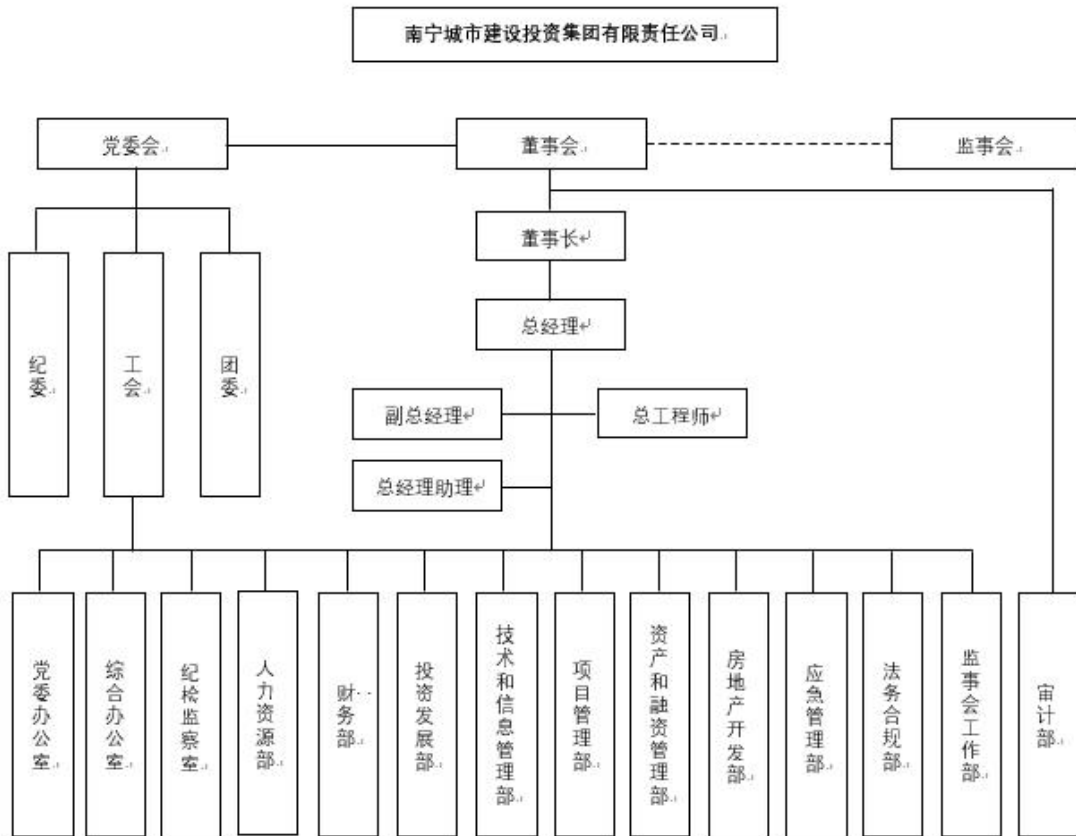 南宁城市建设投资集团有限责任公司
党委会
董事会
监事会
董事长
总经理
纪委
工会
团委
副总经理
总工程师
总经理助理
党委办公室
综合办公室
纪检监察室
人力资源部
财务部
投资发展部
技术和信息管理部
项目管理部
资产和融资管理部
房地产开发部
应急管理部
法务合规部
监事会工作部
审计部